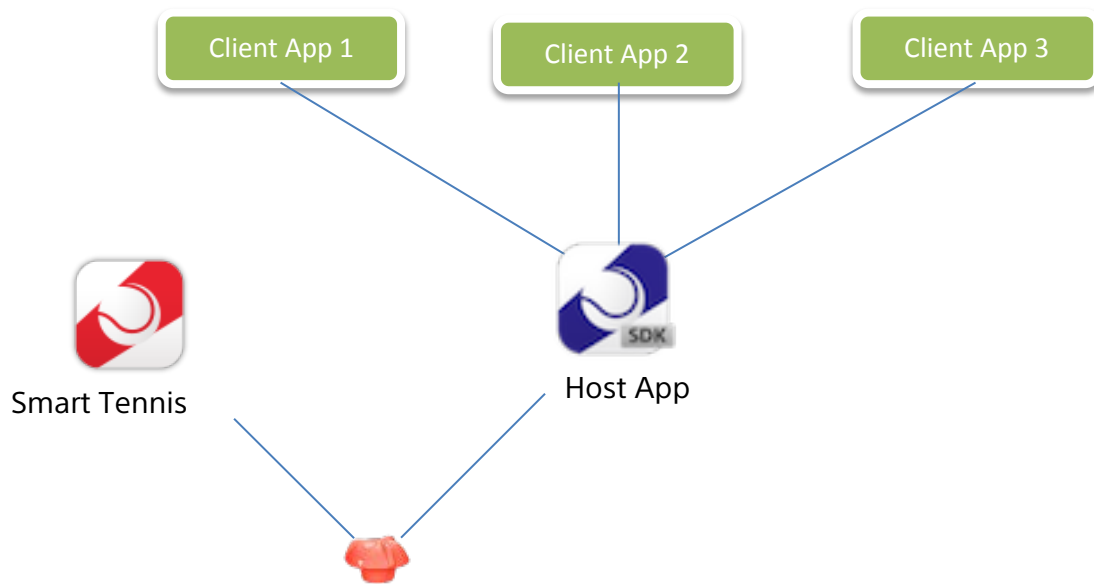 Client App 1
Client App 2
Client App 3
SDK
Host App
Smart Tennis